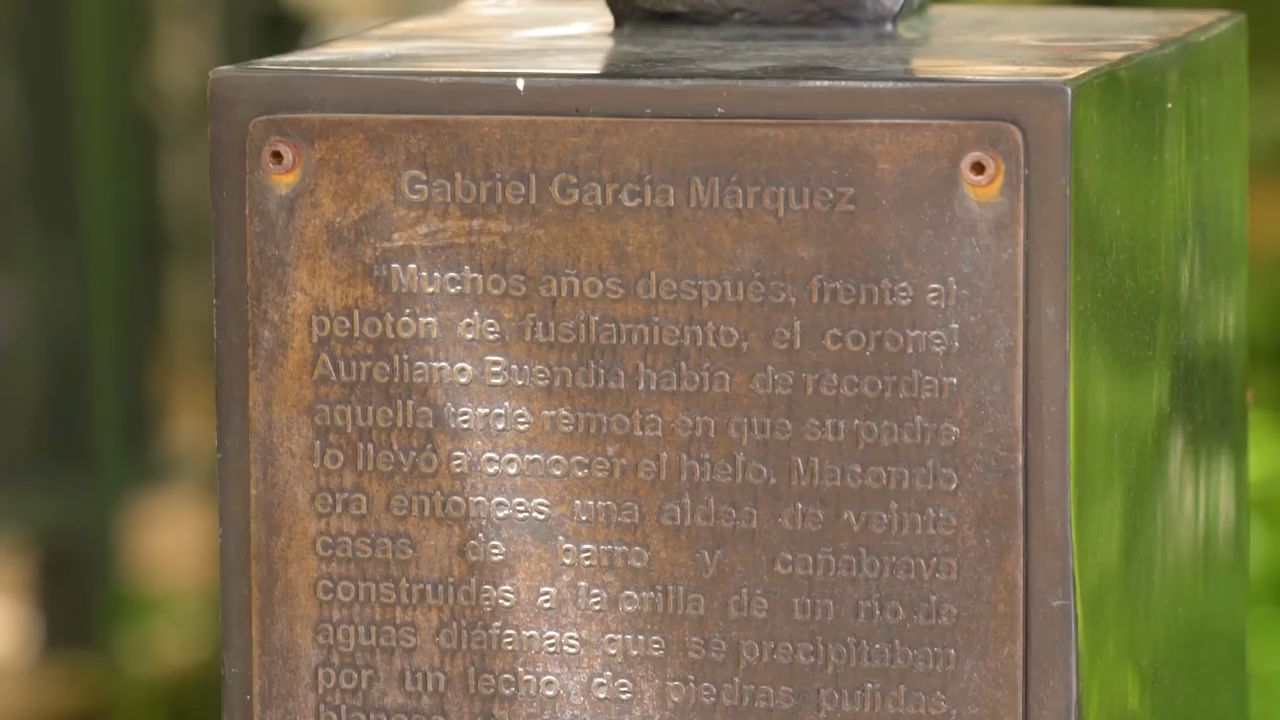 Gabriel García Márquez
“Muchos años después, frente al
pelotón de fusilamiento, el coronel
Aureliano Buendía había de recordar
aquella tarde remota en que su padre
lo llevó a conocer el hielo. Macondo
era entonces una aldea de veinte
casas de barro y cañabrava
construidas a la orilla de un río de
aguas diáfanas que se precipitaban
por un lecho de piedras pulidas,
blancas